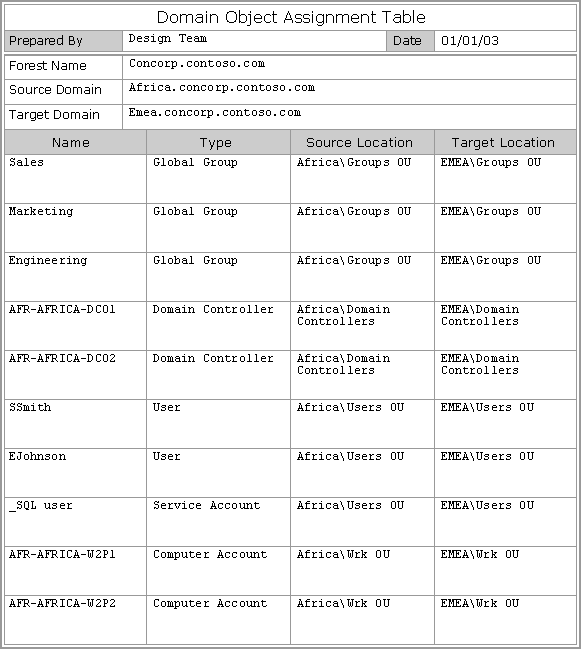 Domain Object Assignment Table
Prepared By Design Team Date 01/01/03
Forest Name Concorp.contoso.com
Source Domain Africa.concorp.contoso.com
Target Domain Emea.concorp.contoso.com
Name Type Source Location Target Location
Sales Global Group Africa\Groups OU EMEA\Groups OU
Marketing Global Group Africa\Groups OU EMEA\Groups OU
Engineering Global Group Africa\Groups OU EMEA\Groups OU
AFR-AFRICA-DC01 Domain Controller Africa\Domain EMEA\Domain
Controllers Controllers
AFR-AFRICA-DC02 Domain Controller Africa\Domain EMEA\Domain
Controllers Controllers
SSmith User Africa\Users OU EMEA\Users OU
EJohnson User Africa\Users OU EMEA\Users OU
_SQL user Service Account Africa\Users OU EMEA\Users OU
AFR-AFRICA-W2P1 Computer Account Africa\Wrk OU EMEA\Wrk OU
AFR-AFRICA-W2P2 Computer Account Africa\Wrk OU EMEA\Wrk OU